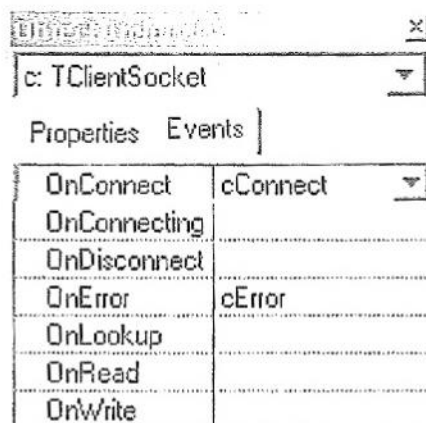 c: TClientSocket
Properties Events
OnConnect cConnect
OnConnecting
OnDisconnect
OnError cError
OnLookup
OnRead
OnWrite